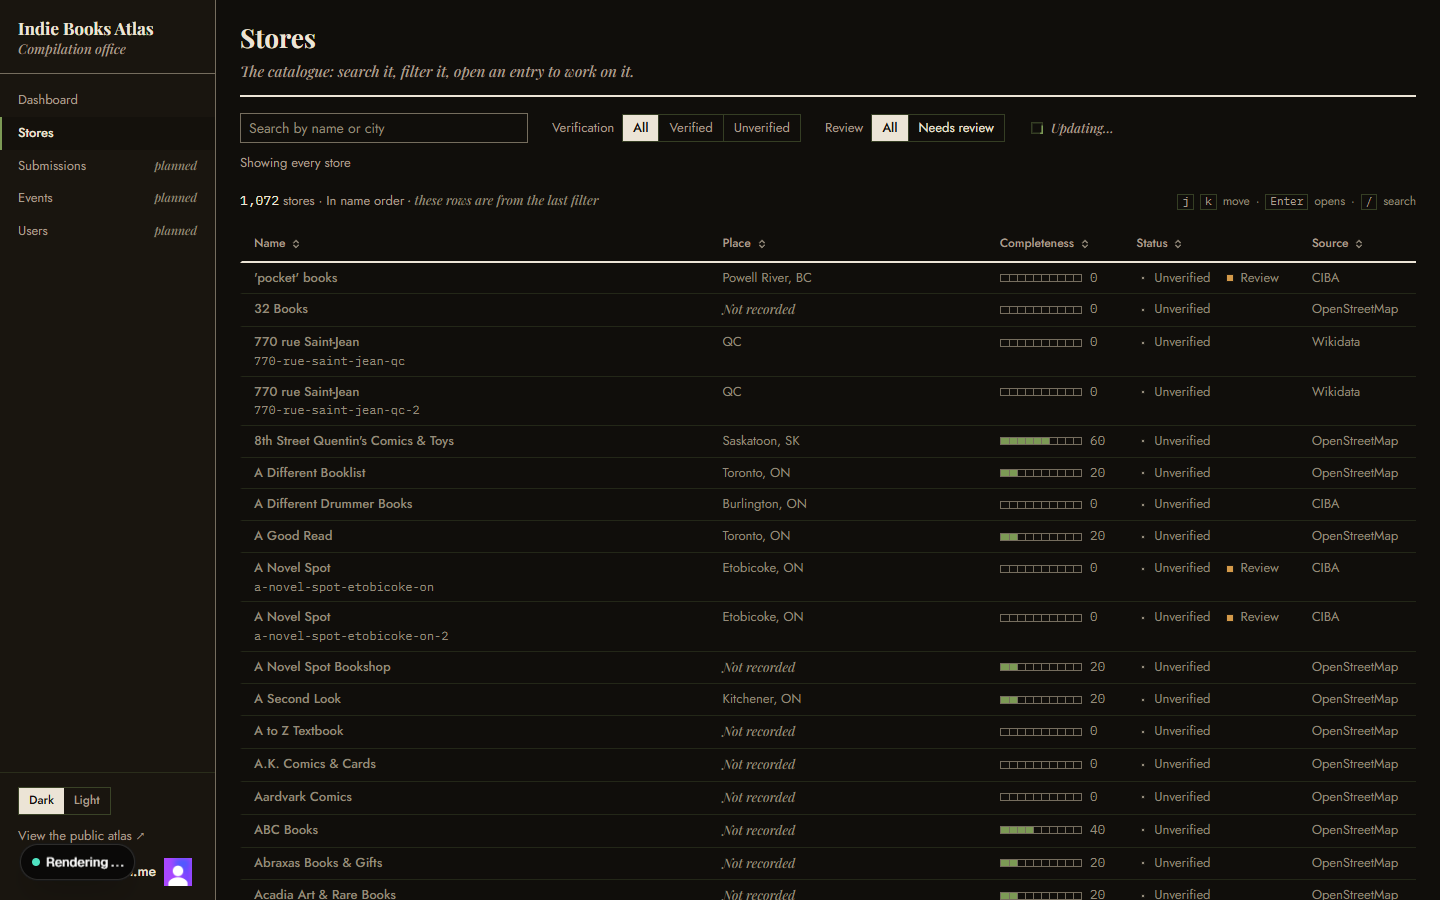 Indie Books Atlas
Compilation office
Dashboard
Stores
Submissions planned
Events planned
Users planned
Dark Light
View the public atlas ↗
Rendering ...
.me
Stores
The catalogue: search it, filter it, open an entry to work on it.
Search by name or city
Verification All Verified Unverified Review All Needs review Updating...
Showing every store
1,072 stores · In name order · these rows are from the last filter
j k move · Enter opens · / search
Name Place Completeness Status Source
'pocket' books Powell River, BC 0 · Unverified Review CIBA
32 Books Not recorded 0 · Unverified OpenStreetMap
770 rue Saint-Jean QC 0 · Unverified Wikidata
770-rue-saint-jean-qc
770 rue Saint-Jean QC 0 · Unverified Wikidata
770-rue-saint-jean-qc-2
8th Street Quentin's Comics & Toys Saskatoon, SK 60 · Unverified OpenStreetMap
A Different Booklist Toronto, ON 20 · Unverified OpenStreetMap
A Different Drummer Books Burlington, ON 0 · Unverified CIBA
A Good Read Toronto, ON 20 · Unverified OpenStreetMap
A Novel Spot Etobicoke, ON 0 · Unverified Review CIBA
a-novel-spot-etobicoke-on
A Novel Spot Etobicoke, ON 0 · Unverified Review CIBA
a-novel-spot-etobicoke-on-2
A Novel Spot Bookshop Not recorded 20 · Unverified OpenStreetMap
A Second Look Kitchener, ON 20 · Unverified OpenStreetMap
A to Z Textbook Not recorded 0 · Unverified OpenStreetMap
A.K. Comics & Cards Not recorded 0 · Unverified OpenStreetMap
Aardvark Comics Not recorded 0 · Unverified OpenStreetMap
ABC Books Not recorded 40 · Unverified OpenStreetMap
Abraxas Books & Gifts Not recorded 20 · Unverified OpenStreetMap
Acadia Art & Rare Books Not recorded 20 · Unverified OpenStreetMap